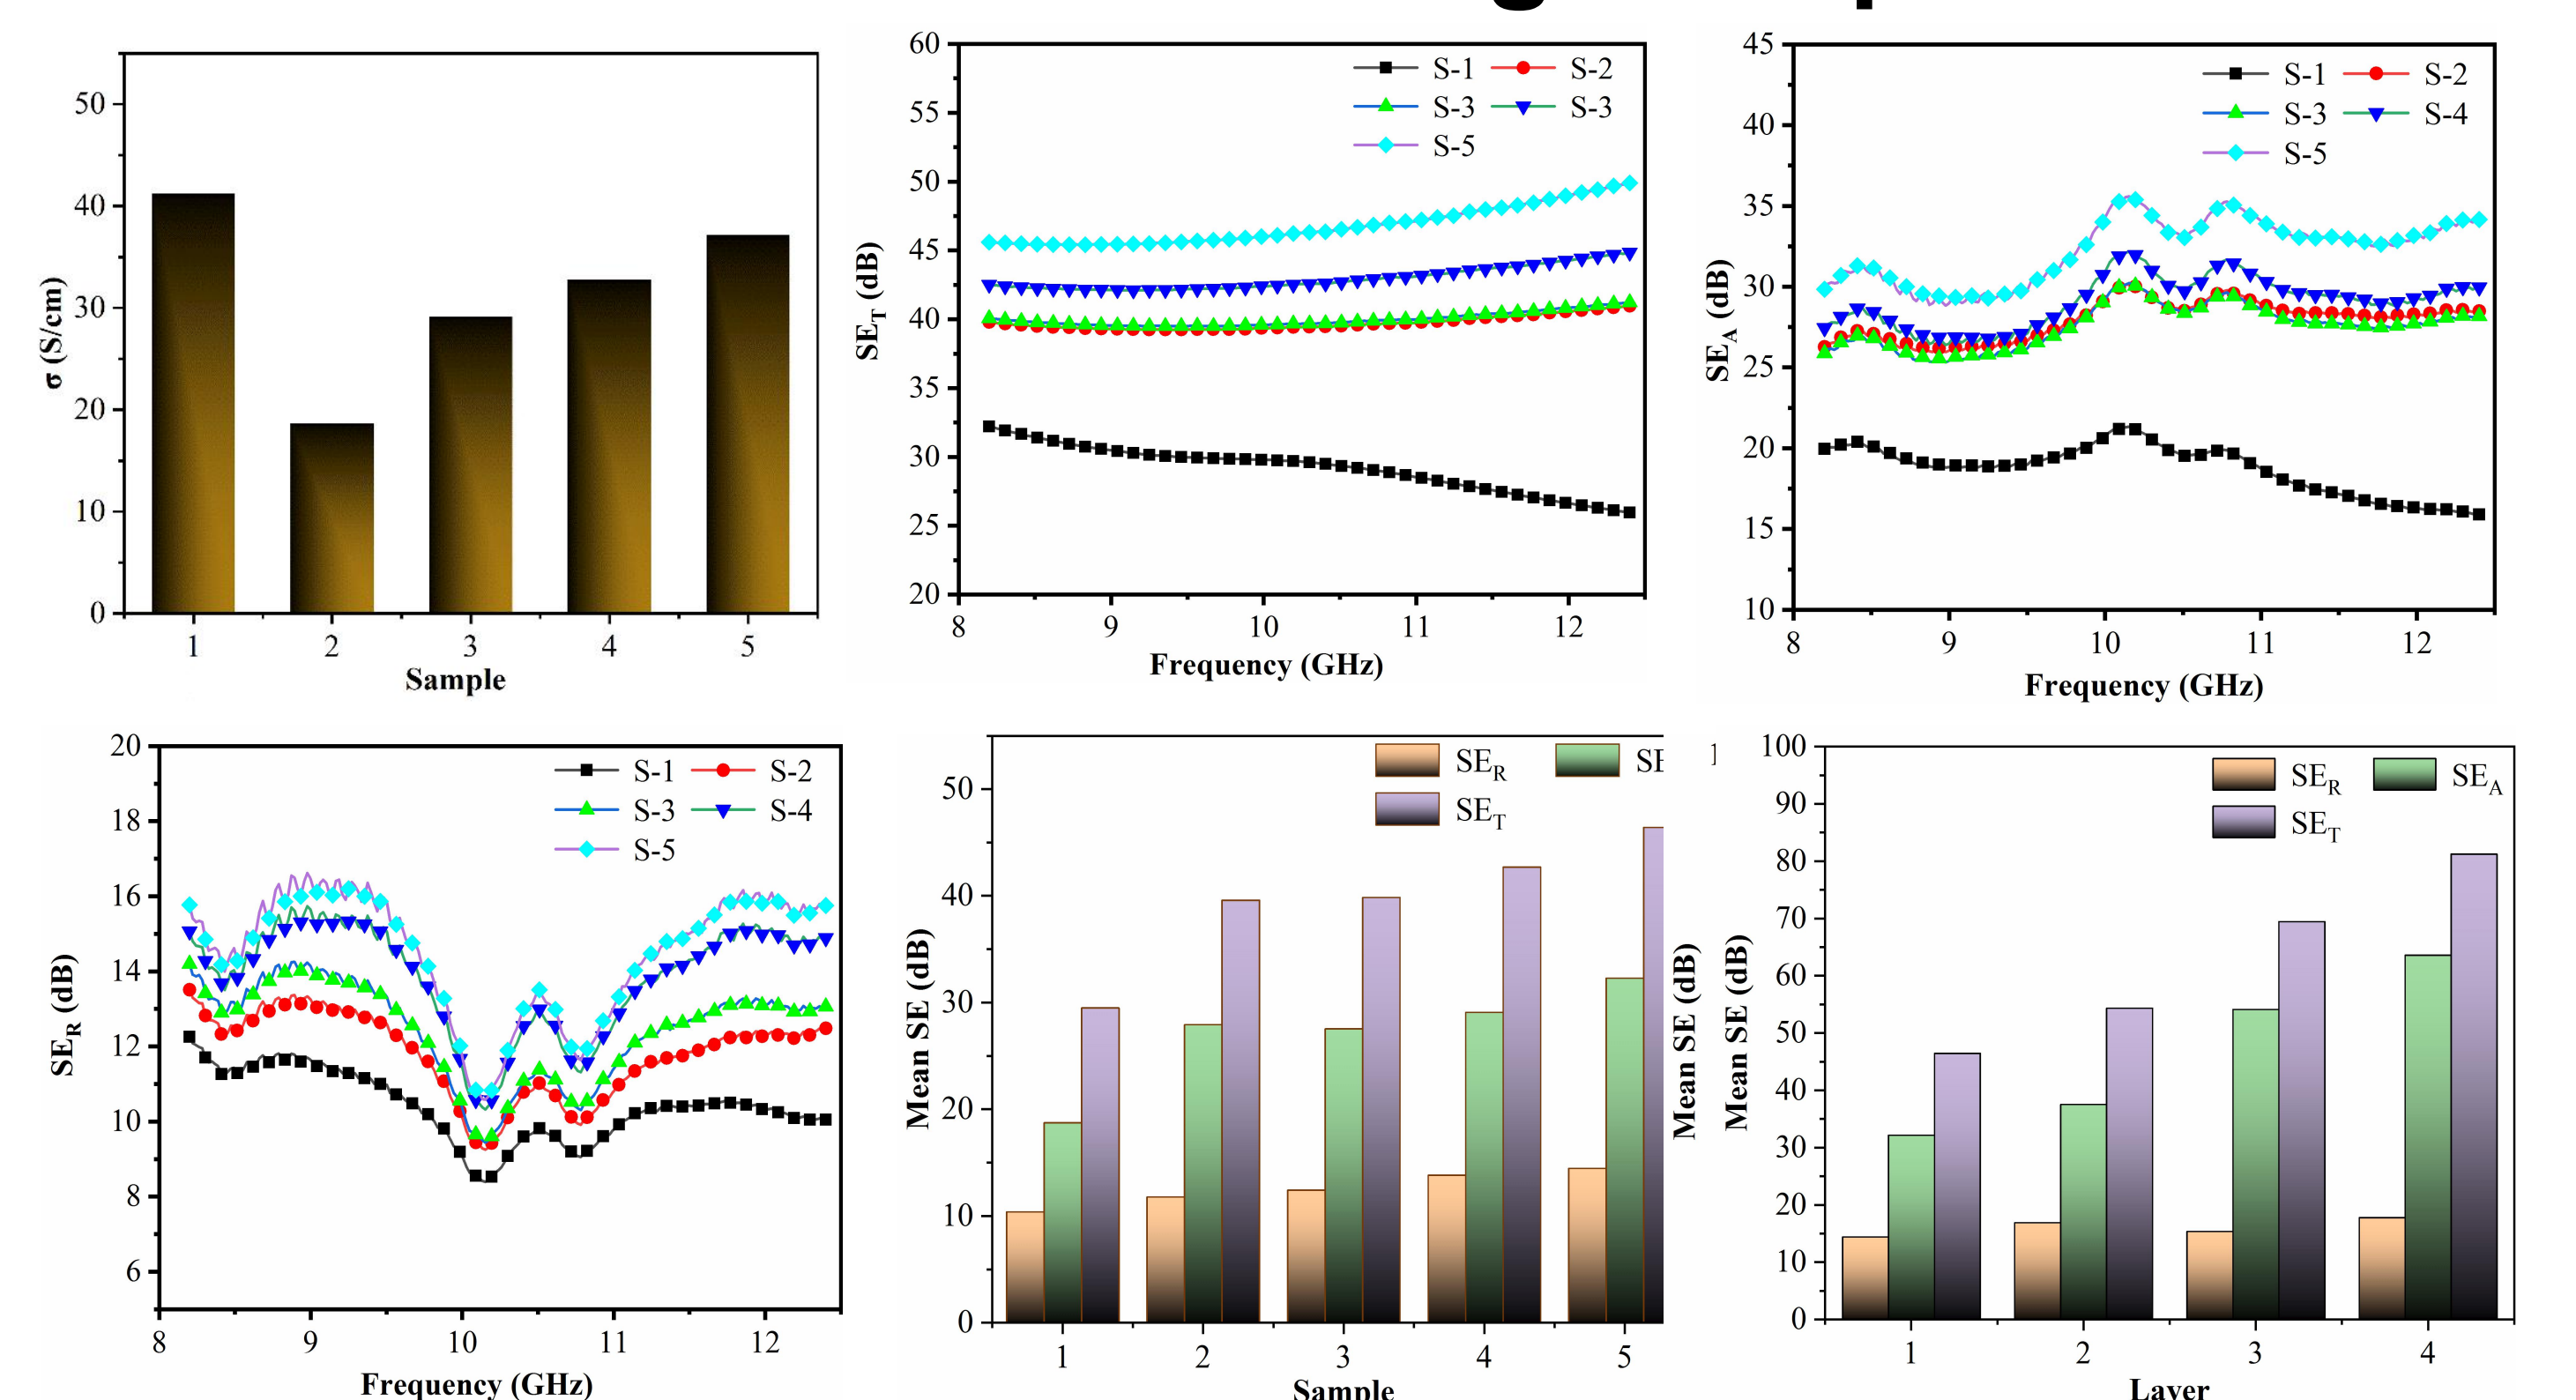 60
55
50
45
40
35
30
25
20
SE_T (dB)
8 9 10 11 12
Frequency (GHz)
S-1 S-2
S-3 S-3
S-5
50
40
30
20
10
0
σ (S/cm)
1 2 3 4 5
Sample
45
40
35
30
25
20
15
10
SE_A (dB)
8 9 10 11 12
Frequency (GHz)
S-1 S-2
S-3 S-4
S-5
20
18
16
14
12
10
8
6
SE_R (dB)
8 9 10 11 12
Frequency (GHz)
S-1 S-2
S-3 S-4
S-5
50
40
30
20
10
0
Mean SE (dB)
1 2 3 4 5
Sample
SE_R SE
SE_T
Mean SE (dB)
100
90
80
70
60
50
40
30
20
10
0
Mean SE (dB)
1 2 3 4
Layer
SE_R SE_A
SE_T